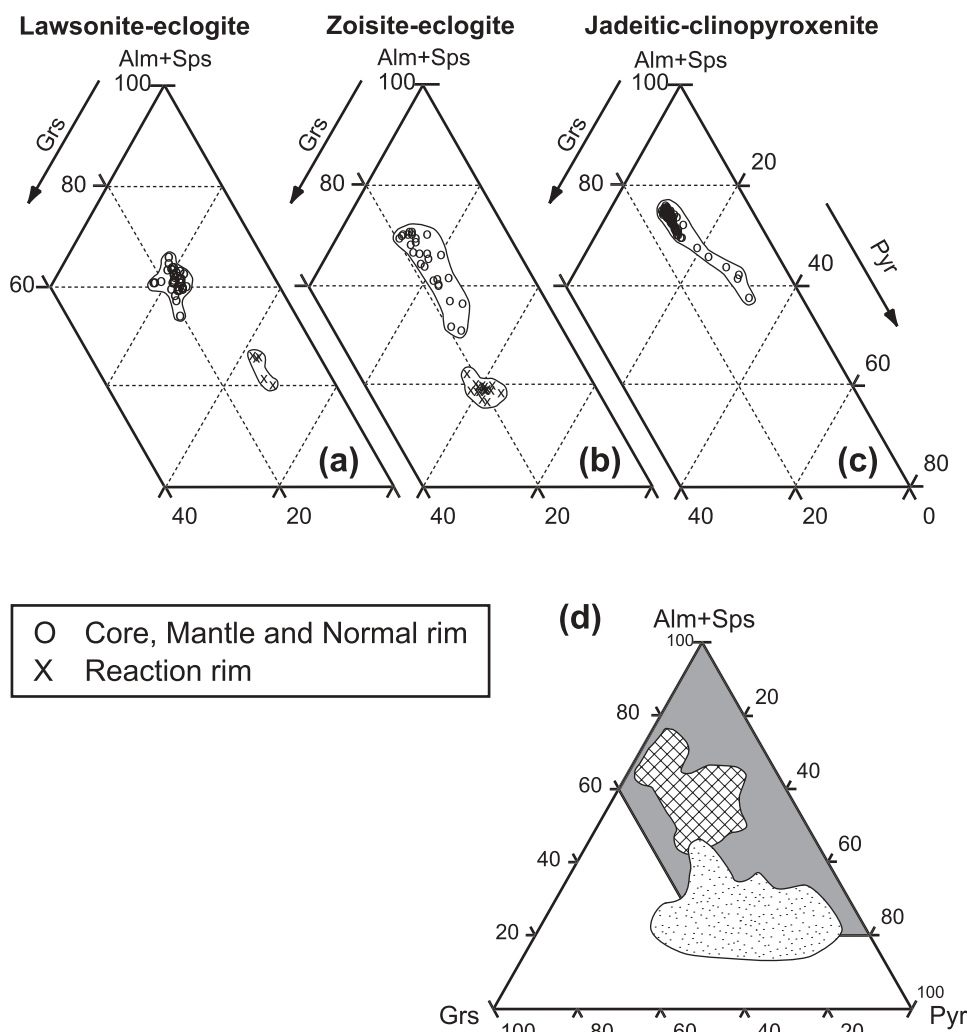 Lawsonite-eclogite
Zoisite-eclogite
Jadeitic-clinopyroxenite
Alm+Sps
Alm+Sps
Alm+Sps
100
100
100
Grs
Grs
Grs
20
80
80
80
Pyr
40
60
60
(a)
(b)
(c)
80
40
20
40
20
40
20
0
O Core, Mantle and Normal rim
X Reaction rim
(d)
Alm+Sps
100
80
20
60
40
40
60
20
80
100
Grs
Pyr
100
80
60
40
20